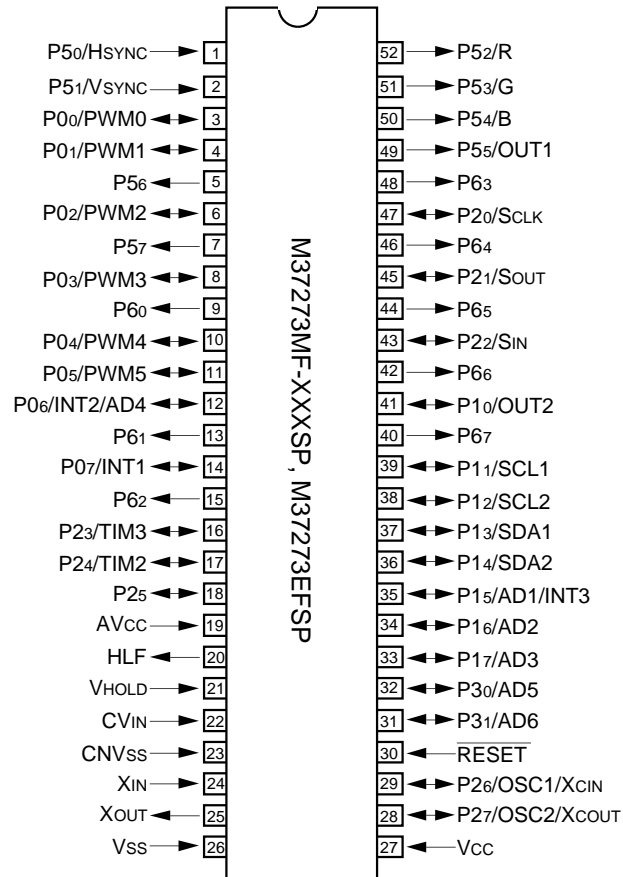 P50/HSYNC 1
P51/VSYNC 2
P00/PWM0 3
P01/PWM1 4
P56 5
P02/PWM2 6
P57 7
P03/PWM3 8
P60 9
P04/PWM4 10
P05/PWM5 11
P06/INT2/AD4 12
P61 13
P07/INT1 14
P62 15
P23/TIM3 16
P24/TIM2 17
P25 18
AVCC 19
HLF 20
VHOLD 21
CVIN 22
CNVSS 23
XIN 24
XOUT 25
VSS 26
M37273MF-XXXSP, M37273EFSP
52 P52/R
51 P53/G
50 P54/B
49 P55/OUT1
48 P63
47 P20/SCLK
46 P64
45 P21/SOUT
44 P65
43 P22/SIN
42 P66
41 P10/OUT2
40 P67
39 P11/SCL1
38 P12/SCL2
37 P13/SDA1
36 P14/SDA2
35 P15/AD1/INT3
34 P16/AD2
33 P17/AD3
32 P30/AD5
31 P31/AD6
30 RESET
29 P26/OSC1/XCIN
28 P27/OSC2/XCOUT
27 VCC